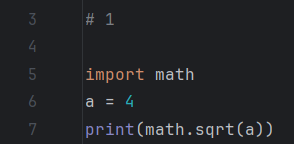 3 # 1
4
5 import math
6 a = 4
7 print(math.sqrt(a))